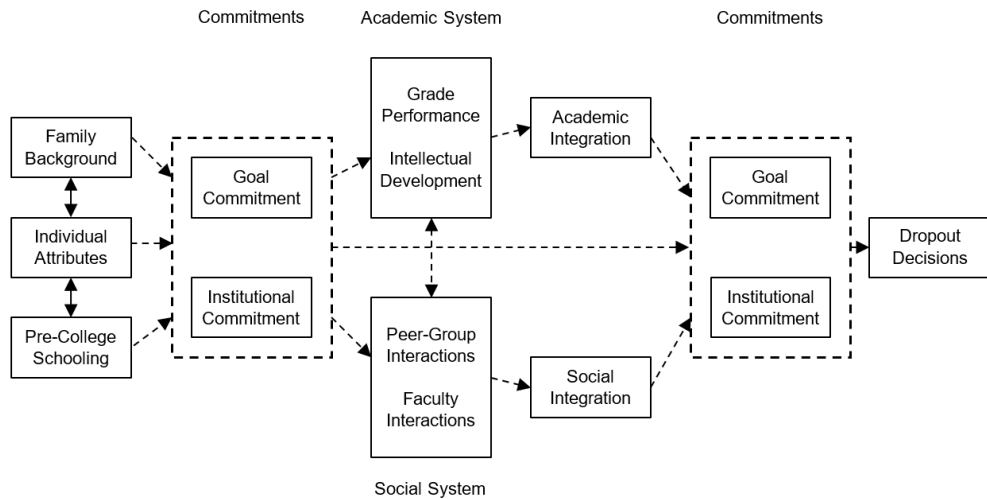 Commitments
Academic System
Commitments
Family
Background
Individual
Attributes
Pre-College
Schooling
Goal
Commitment
Institutional
Commitment
Grade
Performance
Intellectual
Development
Peer-Group
Interactions
Faculty
Interactions
Social System
Academic
Integration
Social
Integration
Goal
Commitment
Institutional
Commitment
Dropout
Decisions